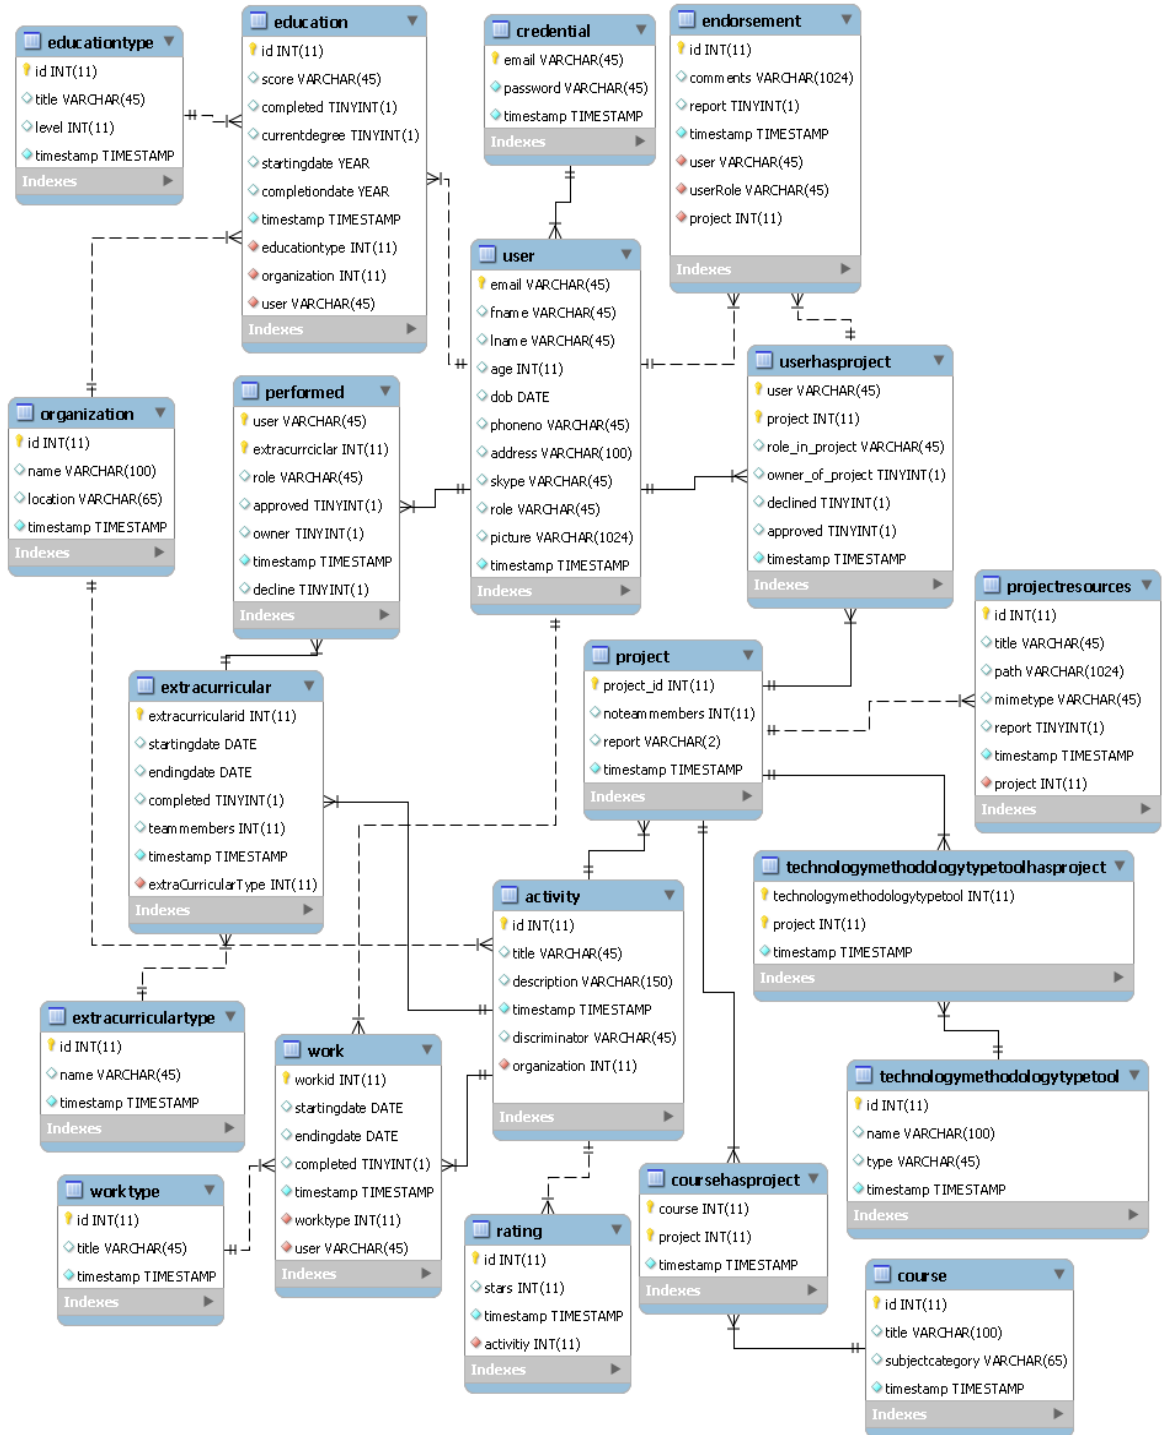 educationtype
id INT(11)
title VARCHAR(45)
level INT(11)
timestamp TIMESTAMP
Indexes
education
id INT(11)
score VARCHAR(45)
completed TINYINT(1)
currentdegree TINYINT(1)
startingdate YEAR
completiondate YEAR
timestamp TIMESTAMP
educationtype INT(11)
organization INT(11)
user VARCHAR(45)
Indexes
credential
email VARCHAR(45)
password VARCHAR(45)
timestamp TIMESTAMP
Indexes
endorsement
id INT(11)
comments VARCHAR(1024)
report TINYINT(1)
timestamp TIMESTAMP
user VARCHAR(45)
userRole VARCHAR(45)
project INT(11)
Indexes
user
email VARCHAR(45)
fname VARCHAR(45)
lname VARCHAR(45)
age INT(11)
dob DATE
phoneno VARCHAR(45)
address VARCHAR(100)
skype VARCHAR(45)
role VARCHAR(45)
picture VARCHAR(1024)
timestamp TIMESTAMP
Indexes
userhasproject
user VARCHAR(45)
project INT(11)
role_in_project VARCHAR(45)
owner_of_project TINYINT(1)
declined TINYINT(1)
approved TINYINT(1)
timestamp TIMESTAMP
Indexes
organization
id INT(11)
name VARCHAR(100)
location VARCHAR(65)
timestamp TIMESTAMP
Indexes
performed
user VARCHAR(45)
extracurrciclar INT(11)
role VARCHAR(45)
approved TINYINT(1)
owner TINYINT(1)
timestamp TIMESTAMP
decline TINYINT(1)
Indexes
projectresources
id INT(11)
title VARCHAR(45)
path VARCHAR(1024)
mimetype VARCHAR(45)
report TINYINT(1)
timestamp TIMESTAMP
project INT(11)
Indexes
project
project_id INT(11)
noteammembers INT(11)
report VARCHAR(2)
timestamp TIMESTAMP
Indexes
extracurricular
extracurricularid INT(11)
startingdate DATE
endingdate DATE
completed TINYINT(1)
teammembers INT(11)
timestamp TIMESTAMP
extraCurricularType INT(11)
Indexes
technologymethodologytypetoolhasproject
technologymethodologytypetool INT(11)
project INT(11)
timestamp TIMESTAMP
Indexes
activity
id INT(11)
title VARCHAR(45)
description VARCHAR(150)
timestamp TIMESTAMP
discriminator VARCHAR(45)
organization INT(11)
Indexes
extracurriculartype
id INT(11)
name VARCHAR(45)
timestamp TIMESTAMP
Indexes
work
workid INT(11)
startingdate DATE
endingdate DATE
completed TINYINT(1)
timestamp TIMESTAMP
worktype INT(11)
user VARCHAR(45)
Indexes
technologymethodologytypetool
id INT(11)
name VARCHAR(100)
type VARCHAR(45)
timestamp TIMESTAMP
Indexes
worktype
id INT(11)
title VARCHAR(45)
timestamp TIMESTAMP
Indexes
rating
id INT(11)
stars INT(11)
timestamp TIMESTAMP
activitiy INT(11)
Indexes
coursehasproject
course INT(11)
project INT(11)
timestamp TIMESTAMP
Indexes
course
id INT(11)
title VARCHAR(100)
subjectcategory VARCHAR(65)
timestamp TIMESTAMP
Indexes